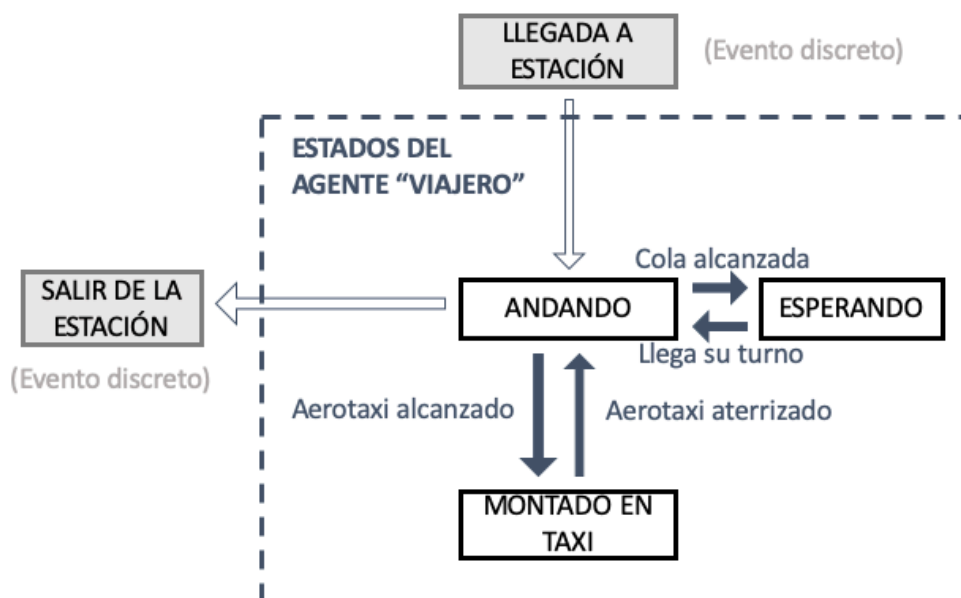 LLEGADA A
ESTACIÓN
(Evento discreto)
ESTADOS DEL
AGENTE “VIAJERO”
Cola alcanzada
SALIR DE LA
ESTACIÓN
ANDANDO
ESPERANDO
(Evento discreto)
Llega su turno
Aerotaxi alcanzado
Aerotaxi aterrizado
MONTADO EN
TAXI